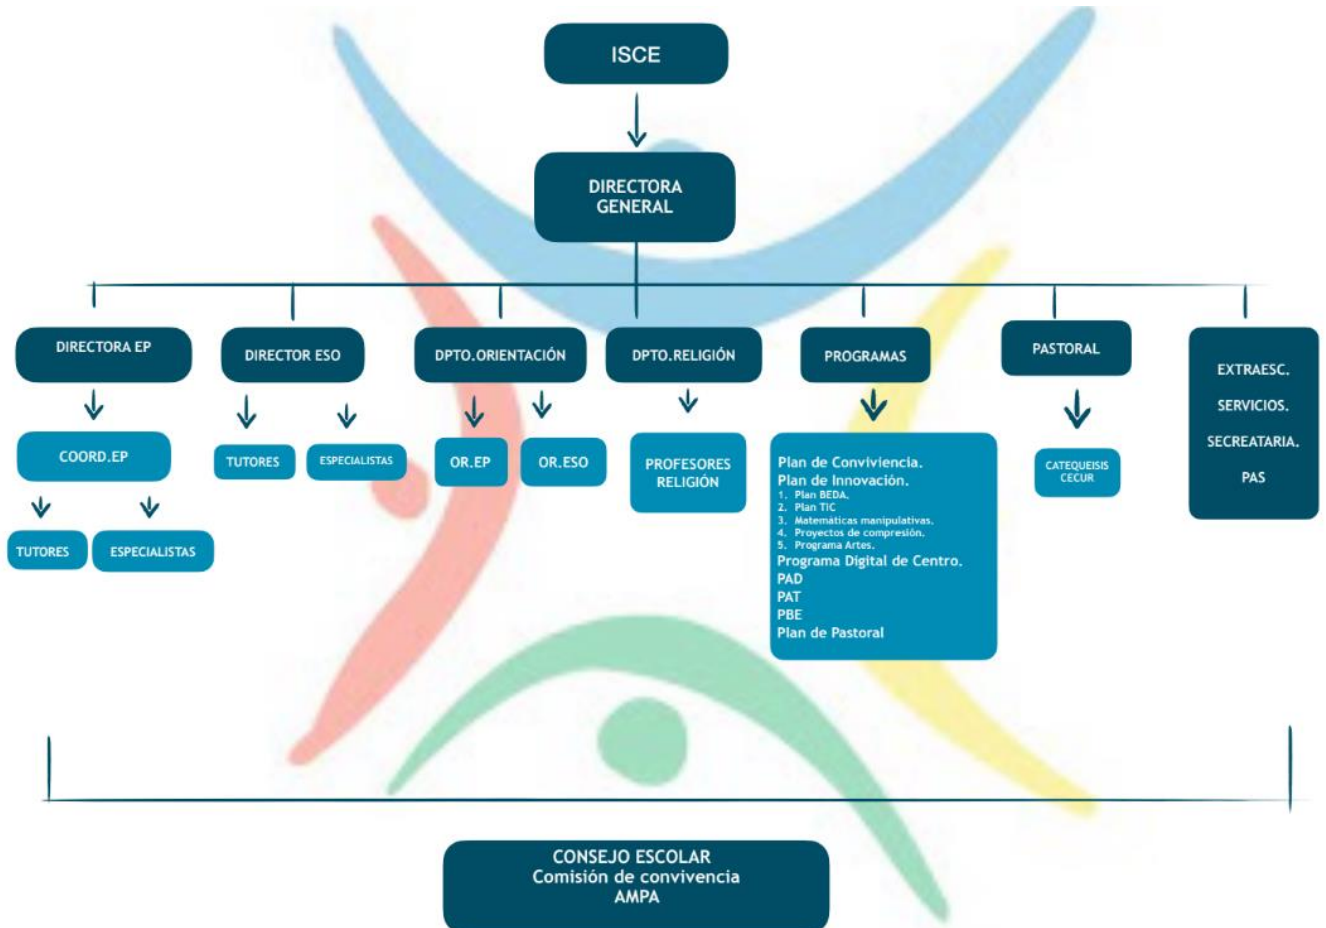 ISCE
DIRECTORA
GENERAL
DIRECTORA EP
DIRECTOR ESO
DPTO.ORIENTACIÓN
DPTO.RELIGIÓN
PROGRAMAS
PASTORAL
EXTRAESC.
SERVICIOS.
SECREATARIA.
PAS
COORD.EP
TUTORES
ESPECIALISTAS
TUTORES
ESPECIALISTAS
OR.EP
OR.ESO
PROFESORES
RELIGIÓN
Plan de Conviviencia.
Plan de Innovación.
1. Plan BEDA.
2. Plan TIC
3. Matemáticas manipulativas.
4. Proyectos de compresión.
5. Programa Artes.
Programa Digital de Centro.
PAD
PAT
PBE
Plan de Pastoral
CATEQUEISIS
CECUR
CONSEJO ESCOLAR
Comisión de convivencia
AMPA